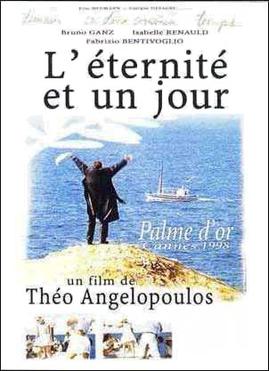 Bruno GANZ Isabelle RENAULD
Fabrizio BENTIVOGLIO
L'éternité
et un jour
Palme d'or
Cannes 1998
un film de
Théo Angelopoulos